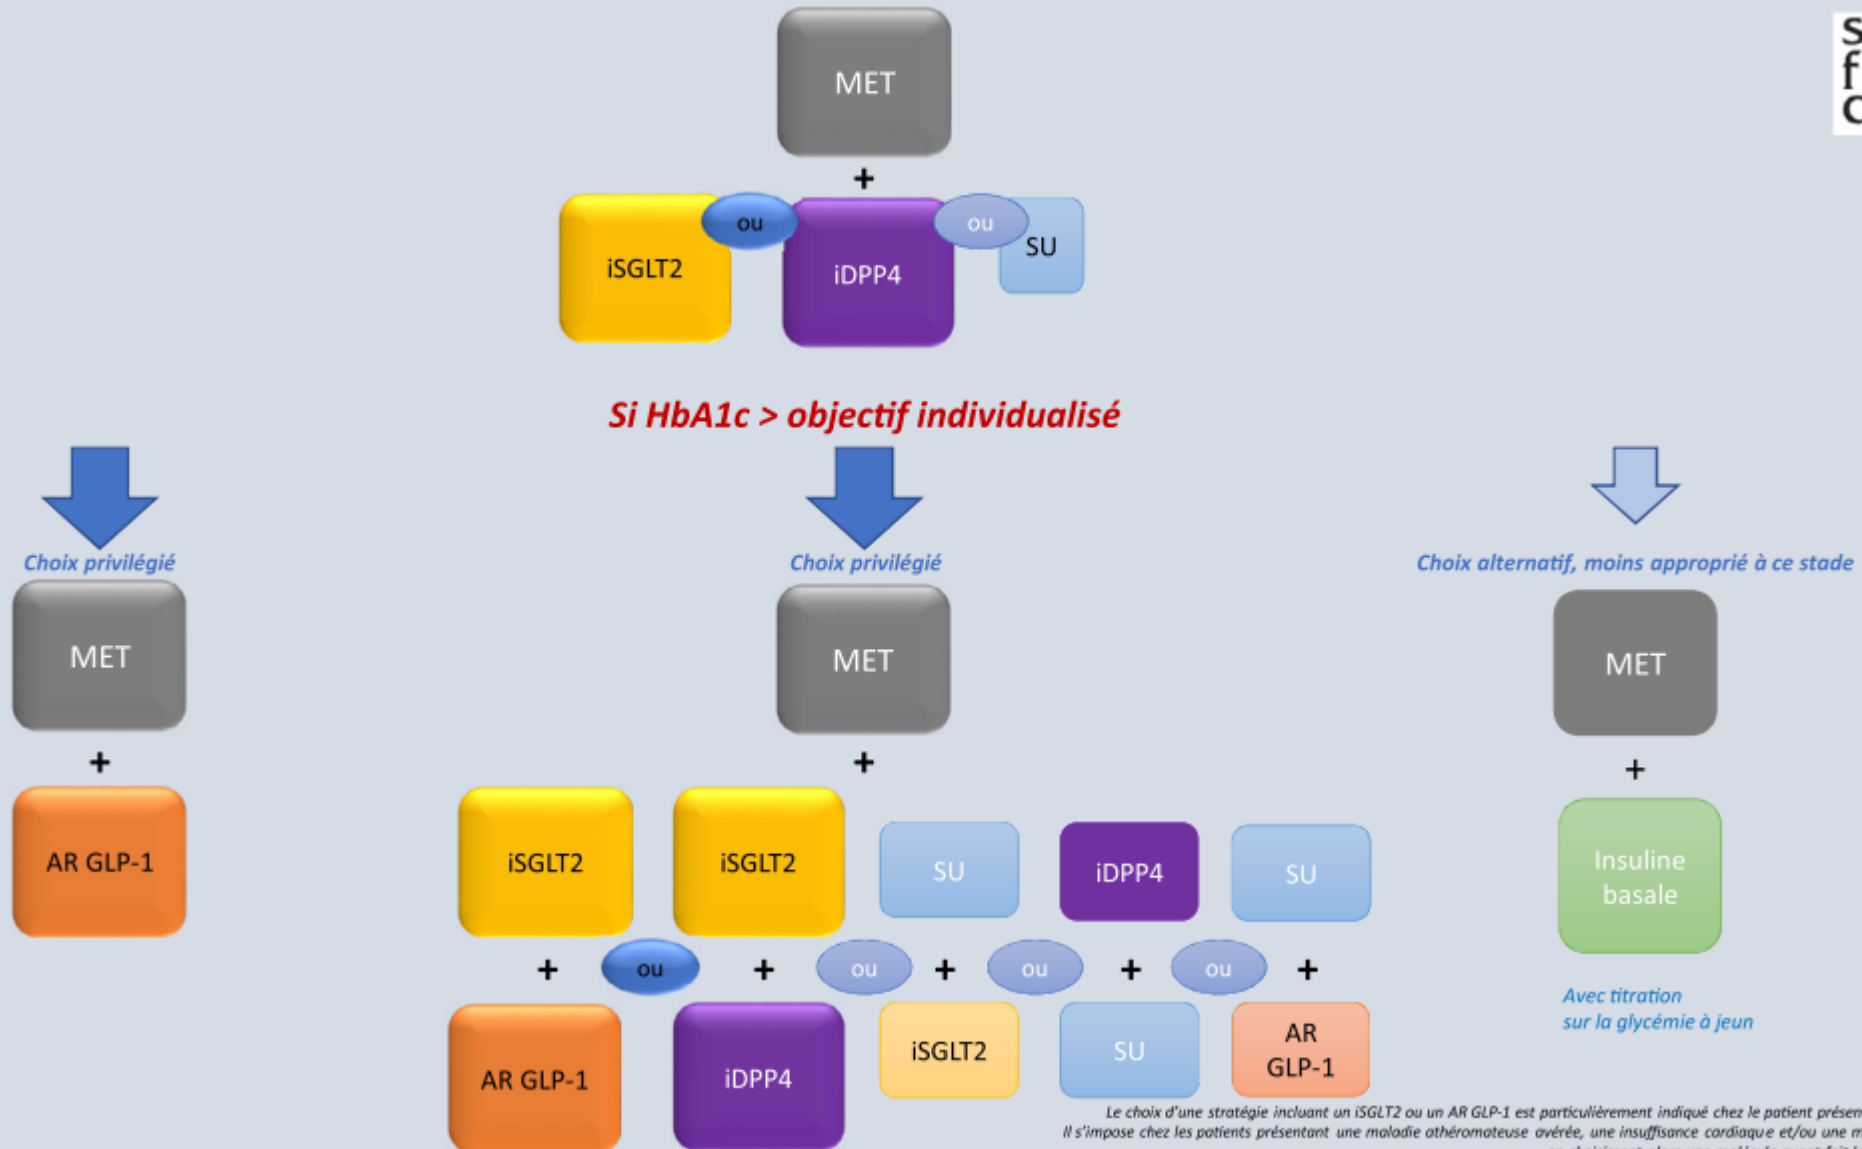 MET
+
iSGLT2 ou iDPP4 ou SU
Si HbA1c > objectif individualisé
Choix privilégié
MET
+
AR GLP-1
Choix privilégié
MET
+
iSGLT2 iSGLT2 SU iDPP4 SU
+ ou + ou + ou + ou +
AR GLP-1 iDPP4 iSGLT2 SU AR
GLP-1
Choix alternatif, moins approprié à ce stade
MET
+
Insuline
basale
Avec titration
sur la glycémie à jeun
Le choix d'une stratégie incluant un iSGLT2 ou un AR GLP-1 est particulièrement indiqué chez le patient
Il s'impose chez les patients présentant une maladie athéromateuse avérée, une insuffisance cardiaque et/ou une